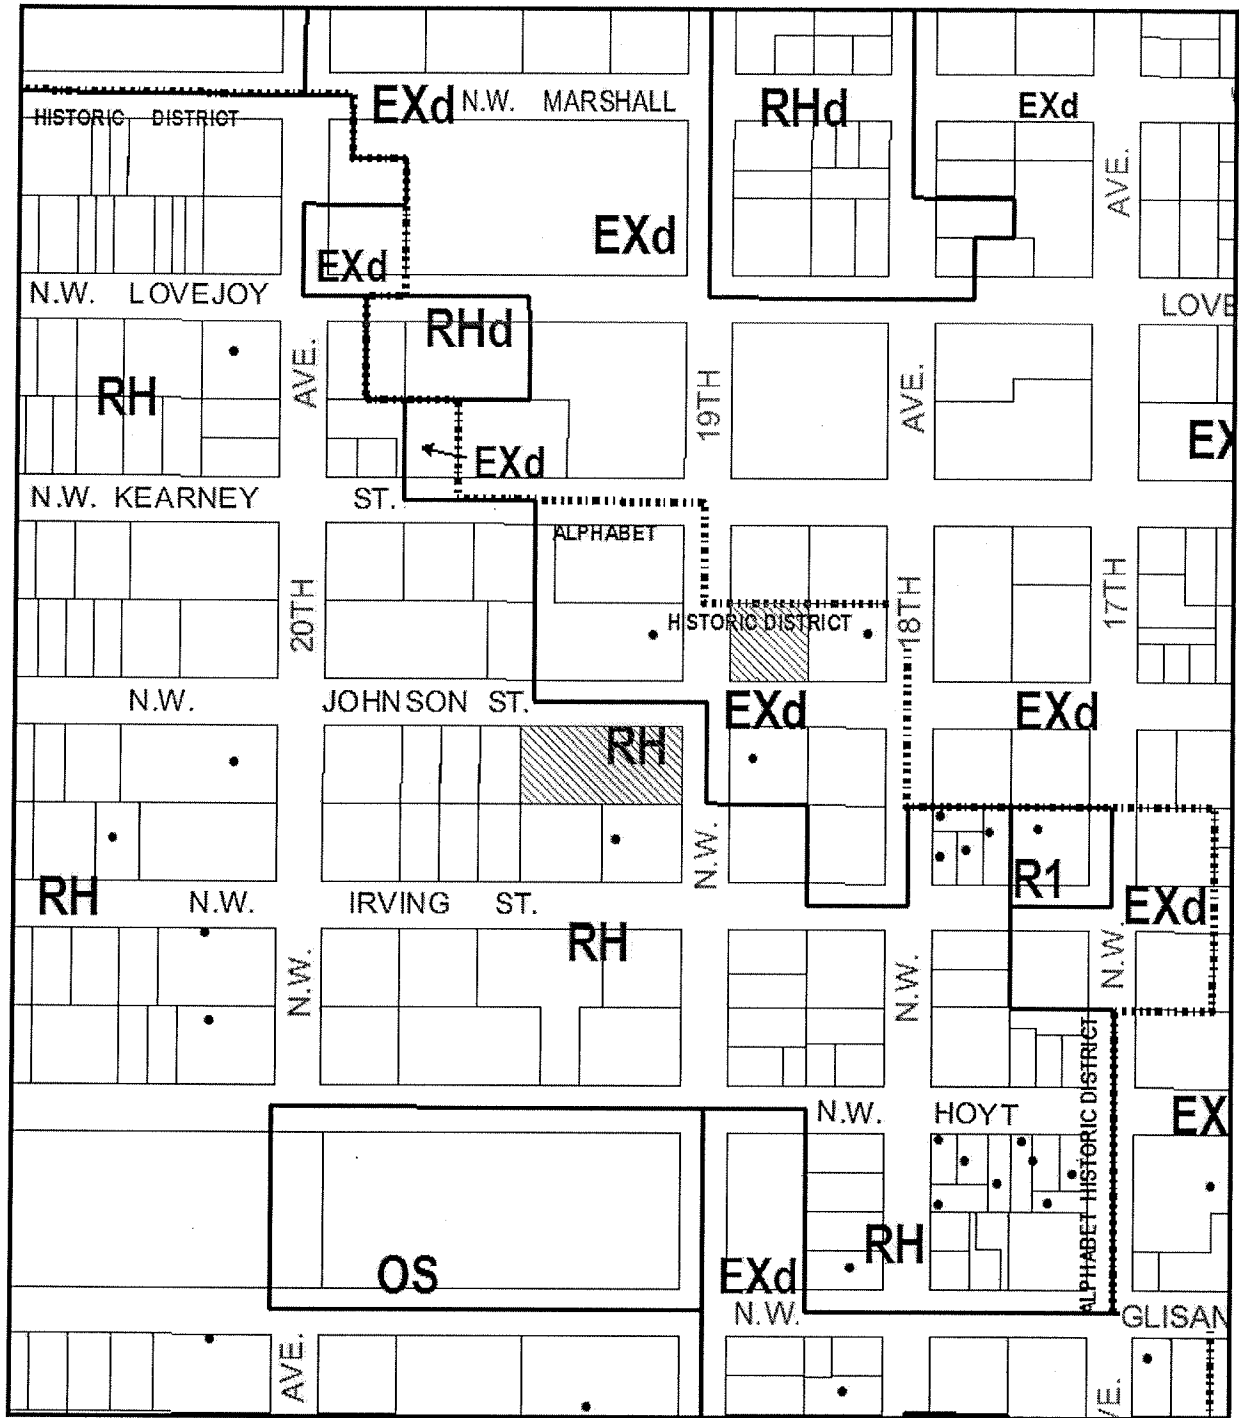 EXd N.W. MARSHALL
RHd
EXd
HISTORIC DISTRICT
AVE.
EXd
EXd
N.W. LOVEJOY
LOVE
RHd
AVE.
RH
19TH
AVE.
EX
EXd
N.W. KEARNEY ST.
ALPHABET
20TH
18TH
17TH
HISTORIC DISTRICT
N.W. JOHNSON ST.
EXd
EXd
RH
N.W.
R1
RH
N.W. IRVING ST.
EXd
RH
N.W.
N.W.
N.W.
ALPHABET HISTORIC DISTRICT
N.W. HOYT
EX
RH
OS
EXd
N.W.
GLISAN
AVE.
VE.